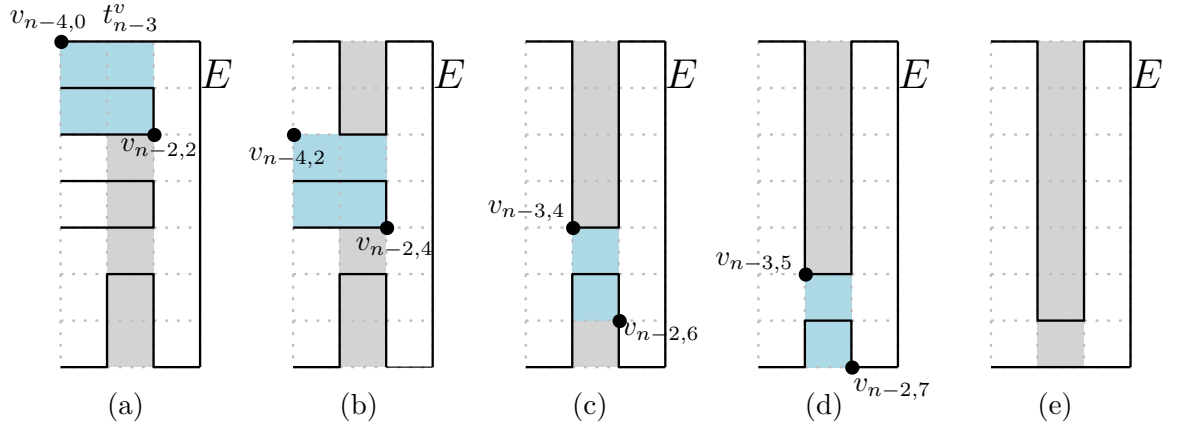 v_{n-4,0} t^v_{n-3}
E E E E E
v_{n-2,2} v_{n-4,2}
v_{n-3,4}
v_{n-2,4} v_{n-3,5}
v_{n-2,6}
v_{n-2,7}
(a) (b) (c) (d) (e)